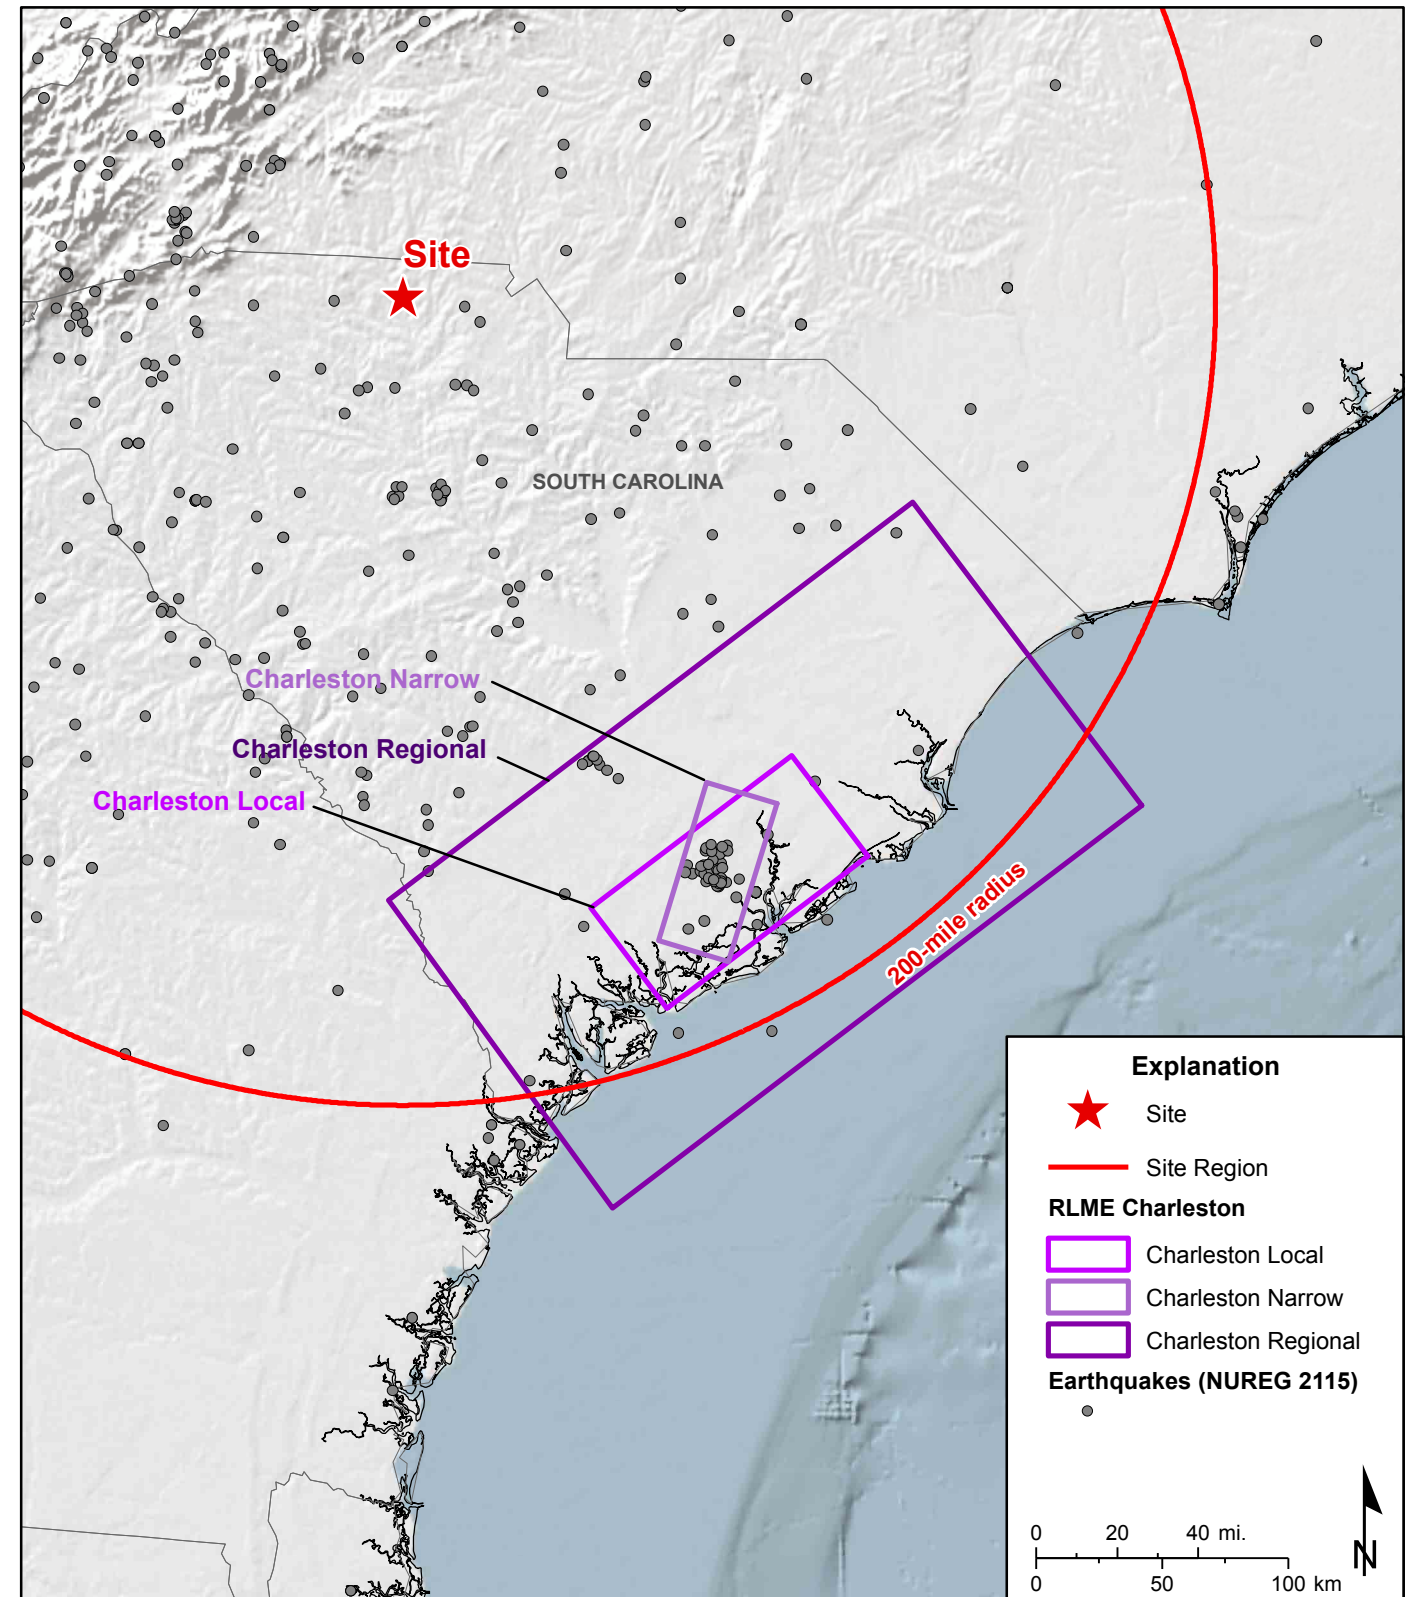 Site
SOUTH CAROLINA
Charleston Narrow
Charleston Regional
Charleston Local
200-mile radius
Explanation
Site
Site Region
RLME Charleston
Charleston Local
Charleston Narrow
Charleston Regional
Earthquakes (NUREG 2115)
0 20 40 mi.
0 50 100 km
N